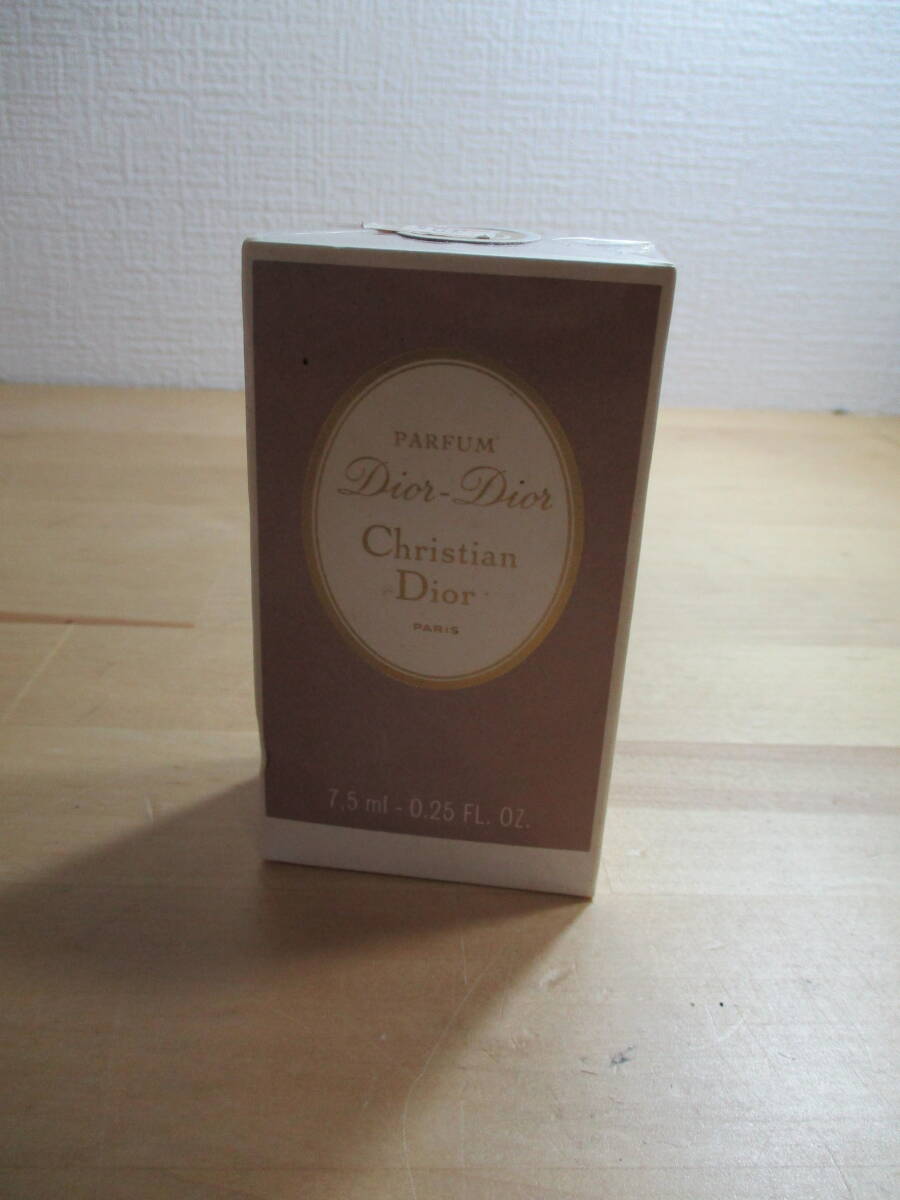 PARFUM
Dior-Dior
Christian
Dior
PARIS
7,5 ml - 0.25 FL. OZ.